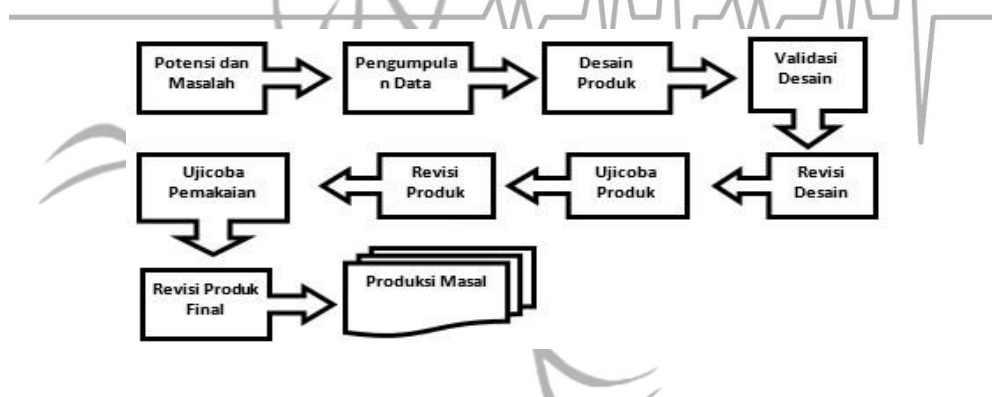 Potensi dan
Masalah
Pengumpula
n Data
Desain
Produk
Validasi
Desain
Ujicoba
Pemakaian
Revisi
Produk
Ujicoba
Produk
Revisi
Desain
Revisi Produk
Final
Produksi Masal